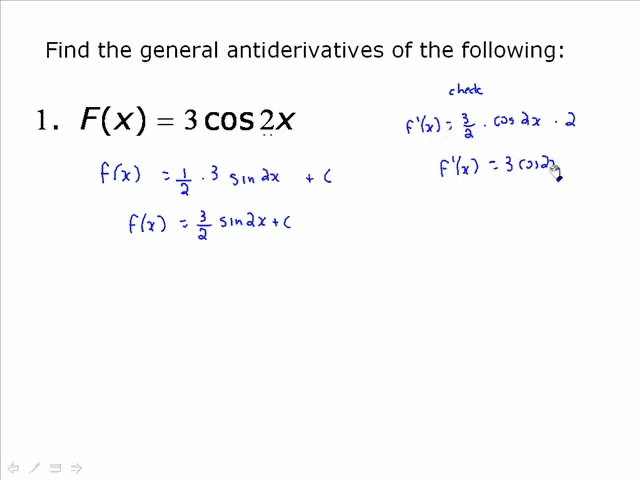 Find the general antiderivatives of the following:
1. F(x) = 3 cos 2x
f(x) = 1/2 · 3 sin 2x + C
f(x) = 3/2 sin 2x + C
check
f'(x) = 3/2 · cos 2x · 2
f'(x) = 3 cos 2x